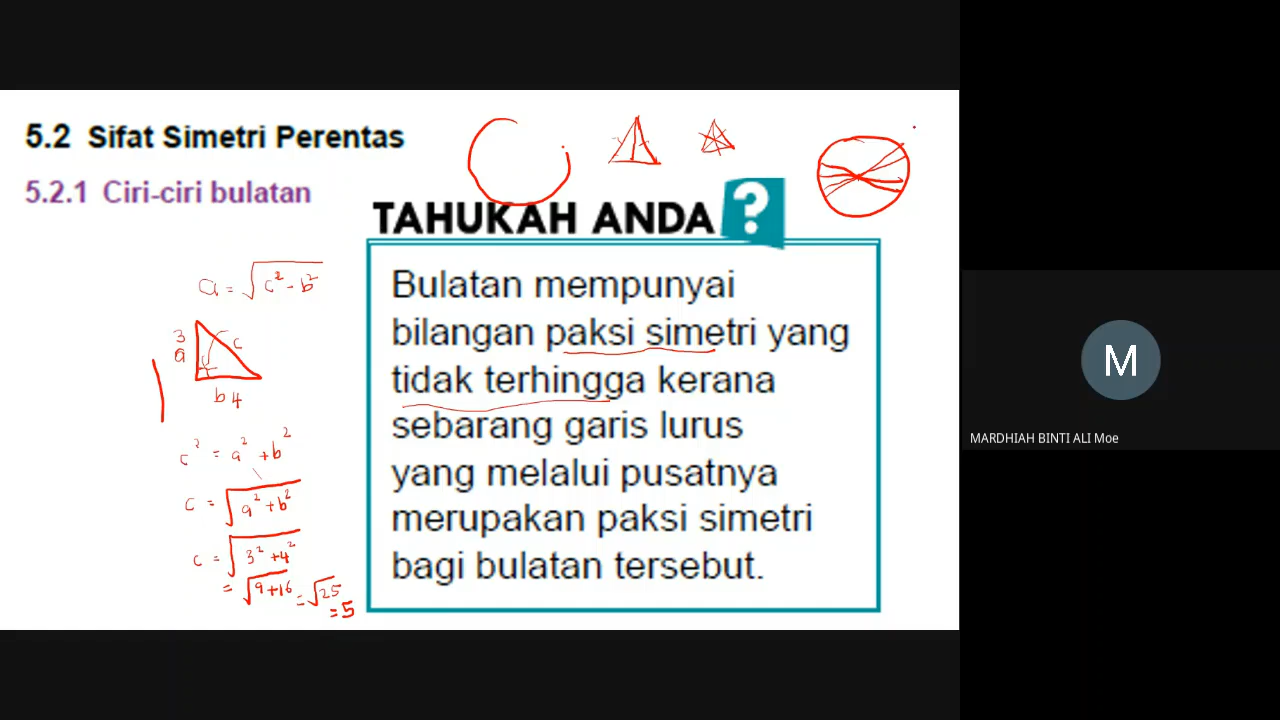 5.2 Sifat Simetri Perentas
5.2.1 Ciri-ciri bulatan
TAHUKAH ANDA ?
Bulatan mempunyai
bilangan paksi simetri yang
tidak terhingga kerana
sebarang garis lurus
yang melalui pusatnya
merupakan paksi simetri
bagi bulatan tersebut.
a = √c² - b²
3
a
c
b 4
c² = a² + b²
c = √a² + b²
c = √3² + 4²
= √9 + 16 = √25
= 5
M
MARDHIAH BINTI ALI Moe